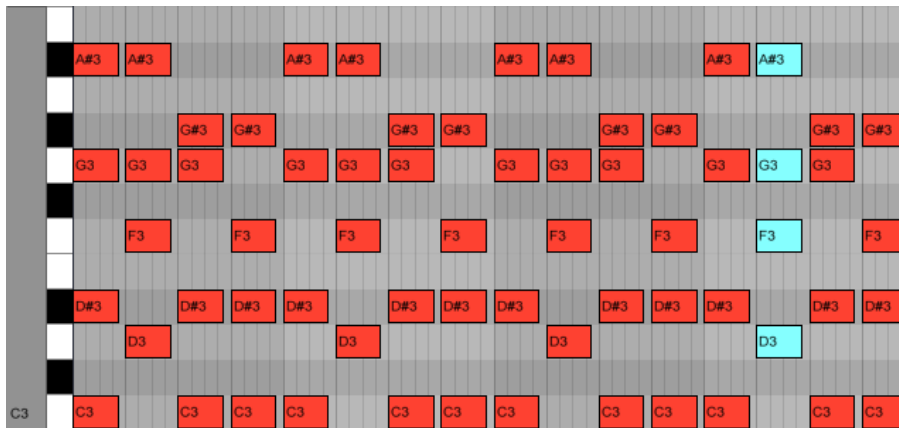 A#3 A#3 A#3 A#3 A#3 A#3 A#3 A#3
G#3 G#3 G#3 G#3 G#3 G#3 G#3 G#3
G3 G3 G3 G3 G3 G3 G3 G3 G3 G3 G3 G3
F3 F3 F3 F3 F3 F3 F3 F3
D#3 D#3 D#3 D#3 D#3 D#3 D#3 D#3 D#3 D#3 D#3 D#3
D3 D3 D3 D3
C3 C3 C3 C3 C3 C3 C3 C3 C3 C3 C3 C3 C3